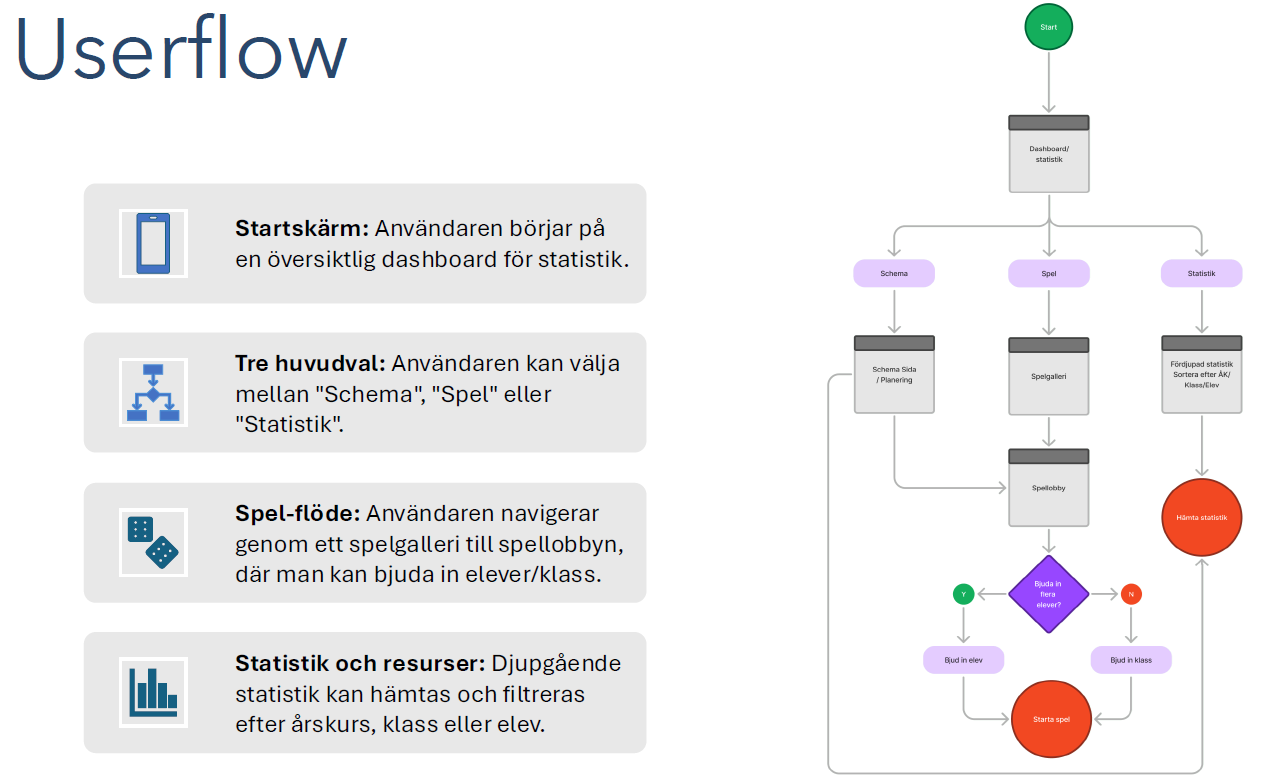 Userflow
Startskärm: Användaren börjar på
en översiktlig dashboard för statistik.
Tre huvudval: Användaren kan välja
mellan "Schema", "Spel" eller
"Statistik".
Spel-flöde: Användaren navigerar
genom ett spelgalleri till spellobbyn,
där man kan bjuda in elever/klass.
Statistik och resurser: Djupgående
statistik kan hämtas och filtreras
efter årskurs, klass eller elev.
Start
Dashboard/
statistik
Schema
Spel
Statistik
Schema Sida
/ Planering
Spelgalleri
Fördjupad statistik
Sortera efter ÅK/
Klass/Elev
Spellobby
Hämta statistik
Bjuda in
flera
elever?
Y
N
Bjud in elev
Bjud in klass
Starta spel